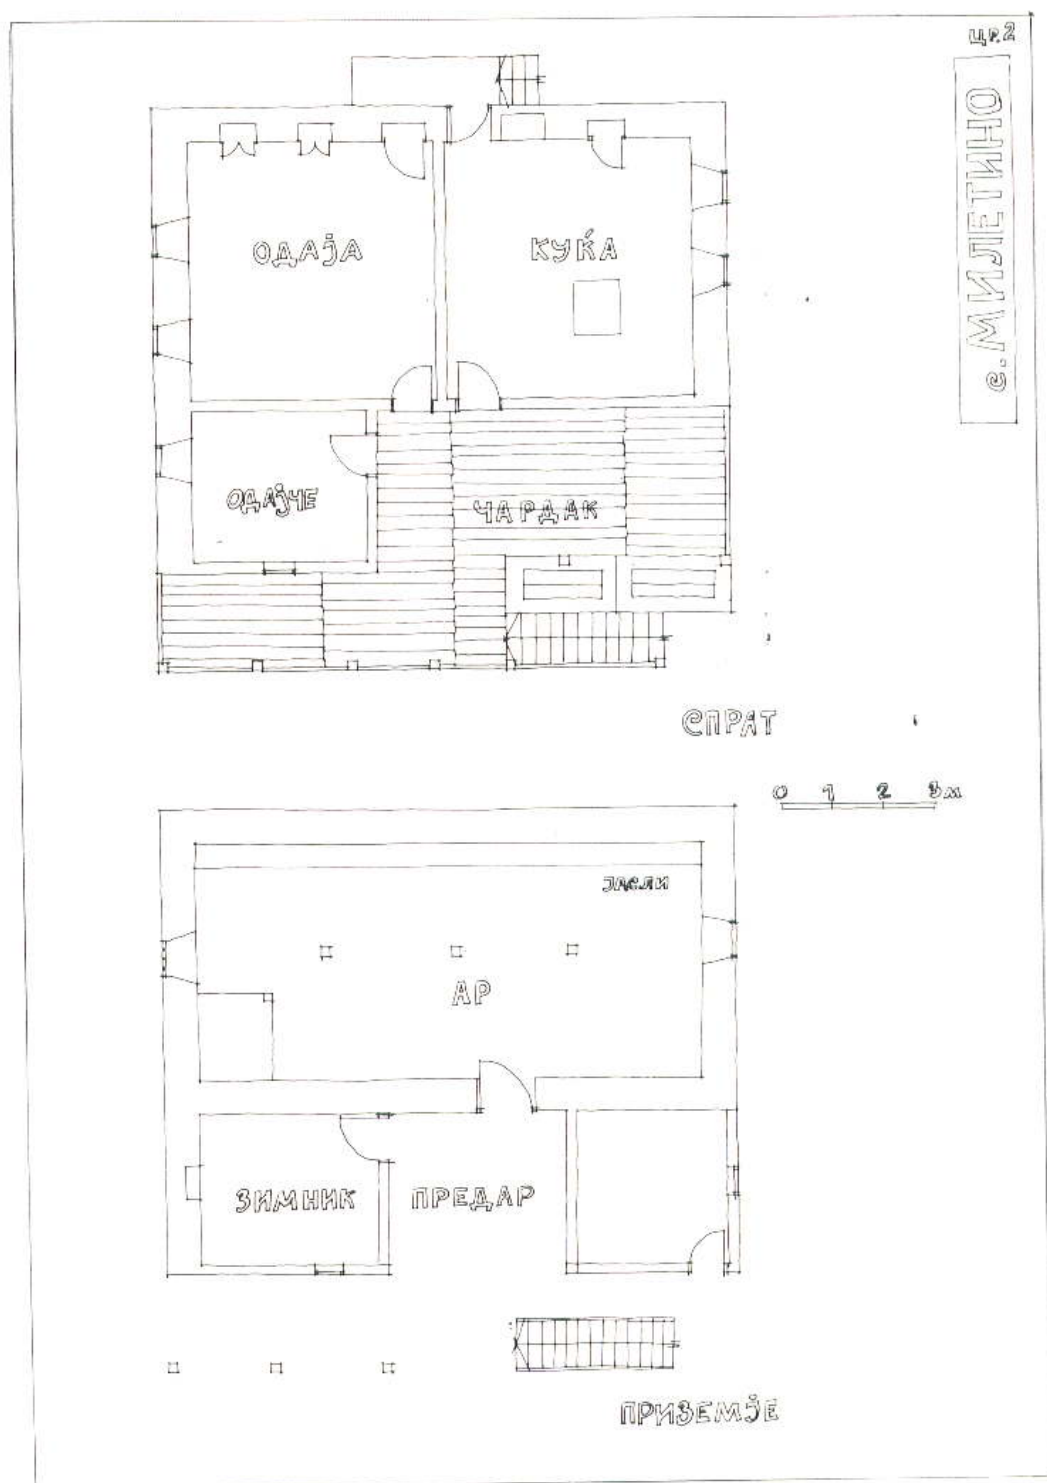 ЦР.2
с. МИЛЕТИНО
ОДАЈА
КУЌА
ОДАЈЧЕ
ЧАРДАК
СПРАТ
0 1 2 3м
ЈАСЛИ
АР
ЗИМНИК
ПРЕДАР
ПРИЗЕМЈЕ